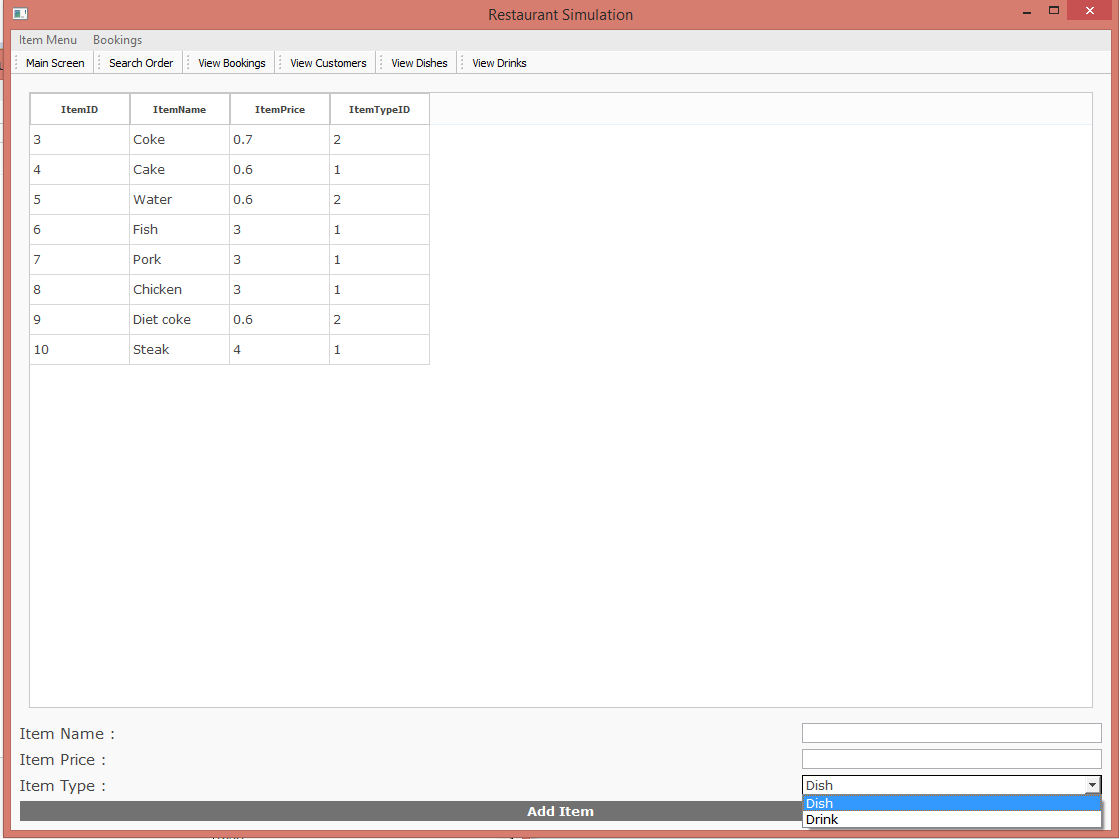 Restaurant Simulation
Item Menu Bookings
Main Screen Search Order View Bookings View Customers View Dishes View Drinks
ItemID ItemName ItemPrice ItemTypeID
3 Coke 0.7 2
4 Cake 0.6 1
5 Water 0.6 2
6 Fish 3 1
7 Pork 3 1
8 Chicken 3 1
9 Diet coke 0.6 2
10 Steak 4 1
Item Name :
Item Price :
Item Type : Dish
Dish
Add Item
Drink